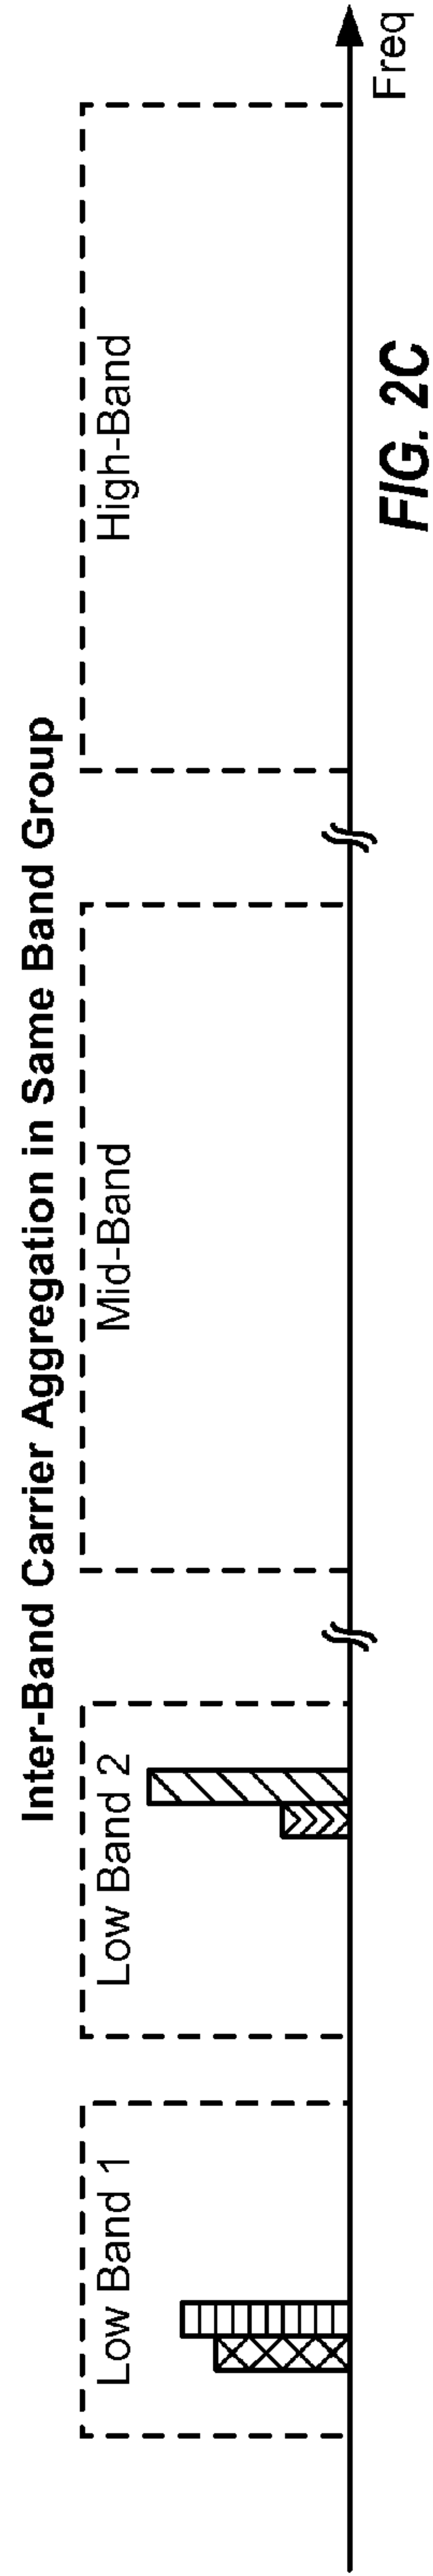 Inter-Band Carrier Aggregation in Same Band Group
Low Band 1
Low Band 2
Mid-Band
High-Band
Freq
FIG. 2C